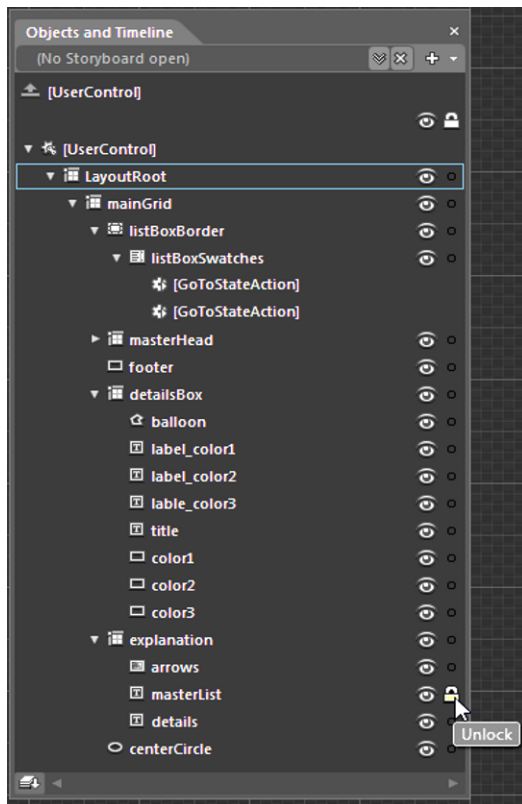 Objects and Timeline
(No Storyboard open)
[UserControl]
[UserControl]
LayoutRoot
mainGrid
listBoxBorder
listBoxSwatches
[GoToStateAction]
[GoToStateAction]
masterHead
footer
detailsBox
balloon
label_color1
label_color2
lable_color3
title
color1
color2
color3
explanation
arrows
masterList
details
Unlock
centerCircle